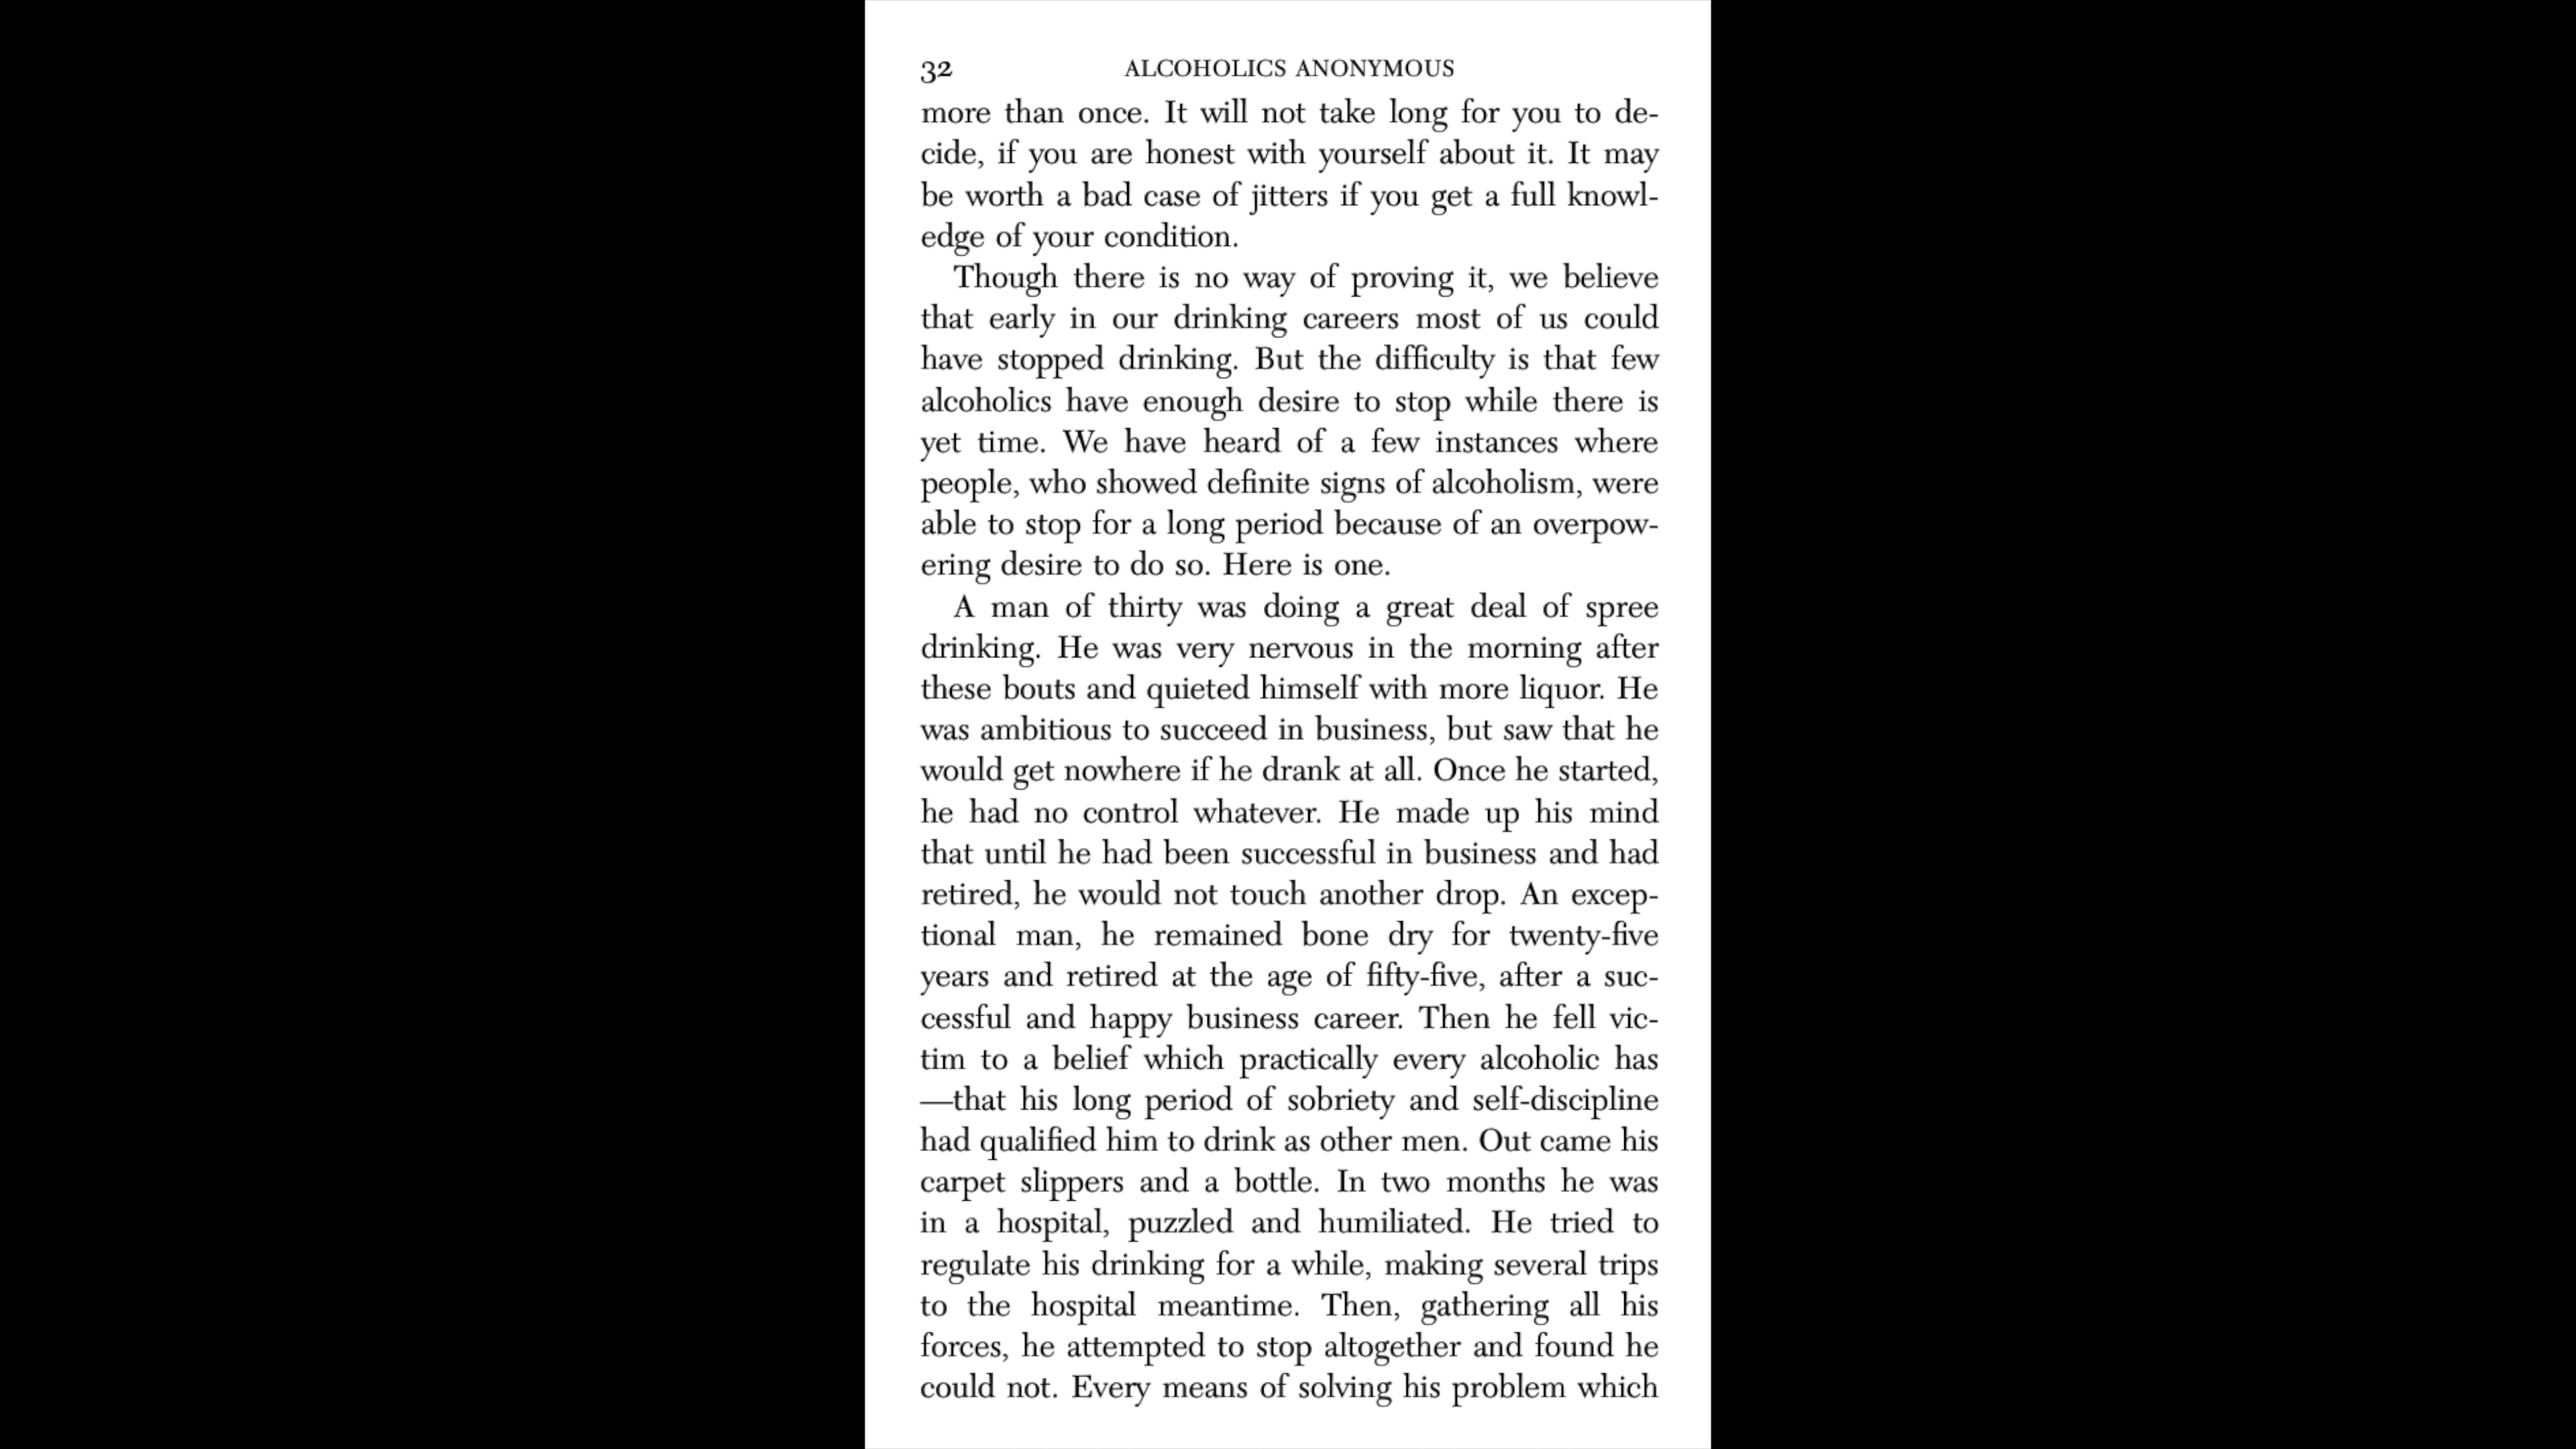 32 ALCOHOLICS ANONYMOUS
more than once. It will not take long for you to de-
cide, if you are honest with yourself about it. It may
be worth a bad case of jitters if you get a full knowl-
edge of your condition.
Though there is no way of proving it, we believe
that early in our drinking careers most of us could
have stopped drinking. But the difficulty is that few
alcoholics have enough desire to stop while there is
yet time. We have heard of a few instances where
people, who showed definite signs of alcoholism, were
able to stop for a long period because of an overpow-
ering desire to do so. Here is one.
A man of thirty was doing a great deal of spree
drinking. He was very nervous in the morning after
these bouts and quieted himself with more liquor. He
was ambitious to succeed in business, but saw that he
would get nowhere if he drank at all. Once he started,
he had no control whatever. He made up his mind
that until he had been successful in business and had
retired, he would not touch another drop. An excep-
tional man, he remained bone dry for twenty-five
years and retired at the age of fifty-five, after a suc-
cessful and happy business career. Then he fell vic-
tim to a belief which practically every alcoholic has
—that his long period of sobriety and self-discipline
had qualified him to drink as other men. Out came his
carpet slippers and a bottle. In two months he was
in a hospital, puzzled and humiliated. He tried to
regulate his drinking for a while, making several trips
to the hospital meantime. Then, gathering all his
forces, he attempted to stop altogether and found he
could not. Every means of solving his problem which